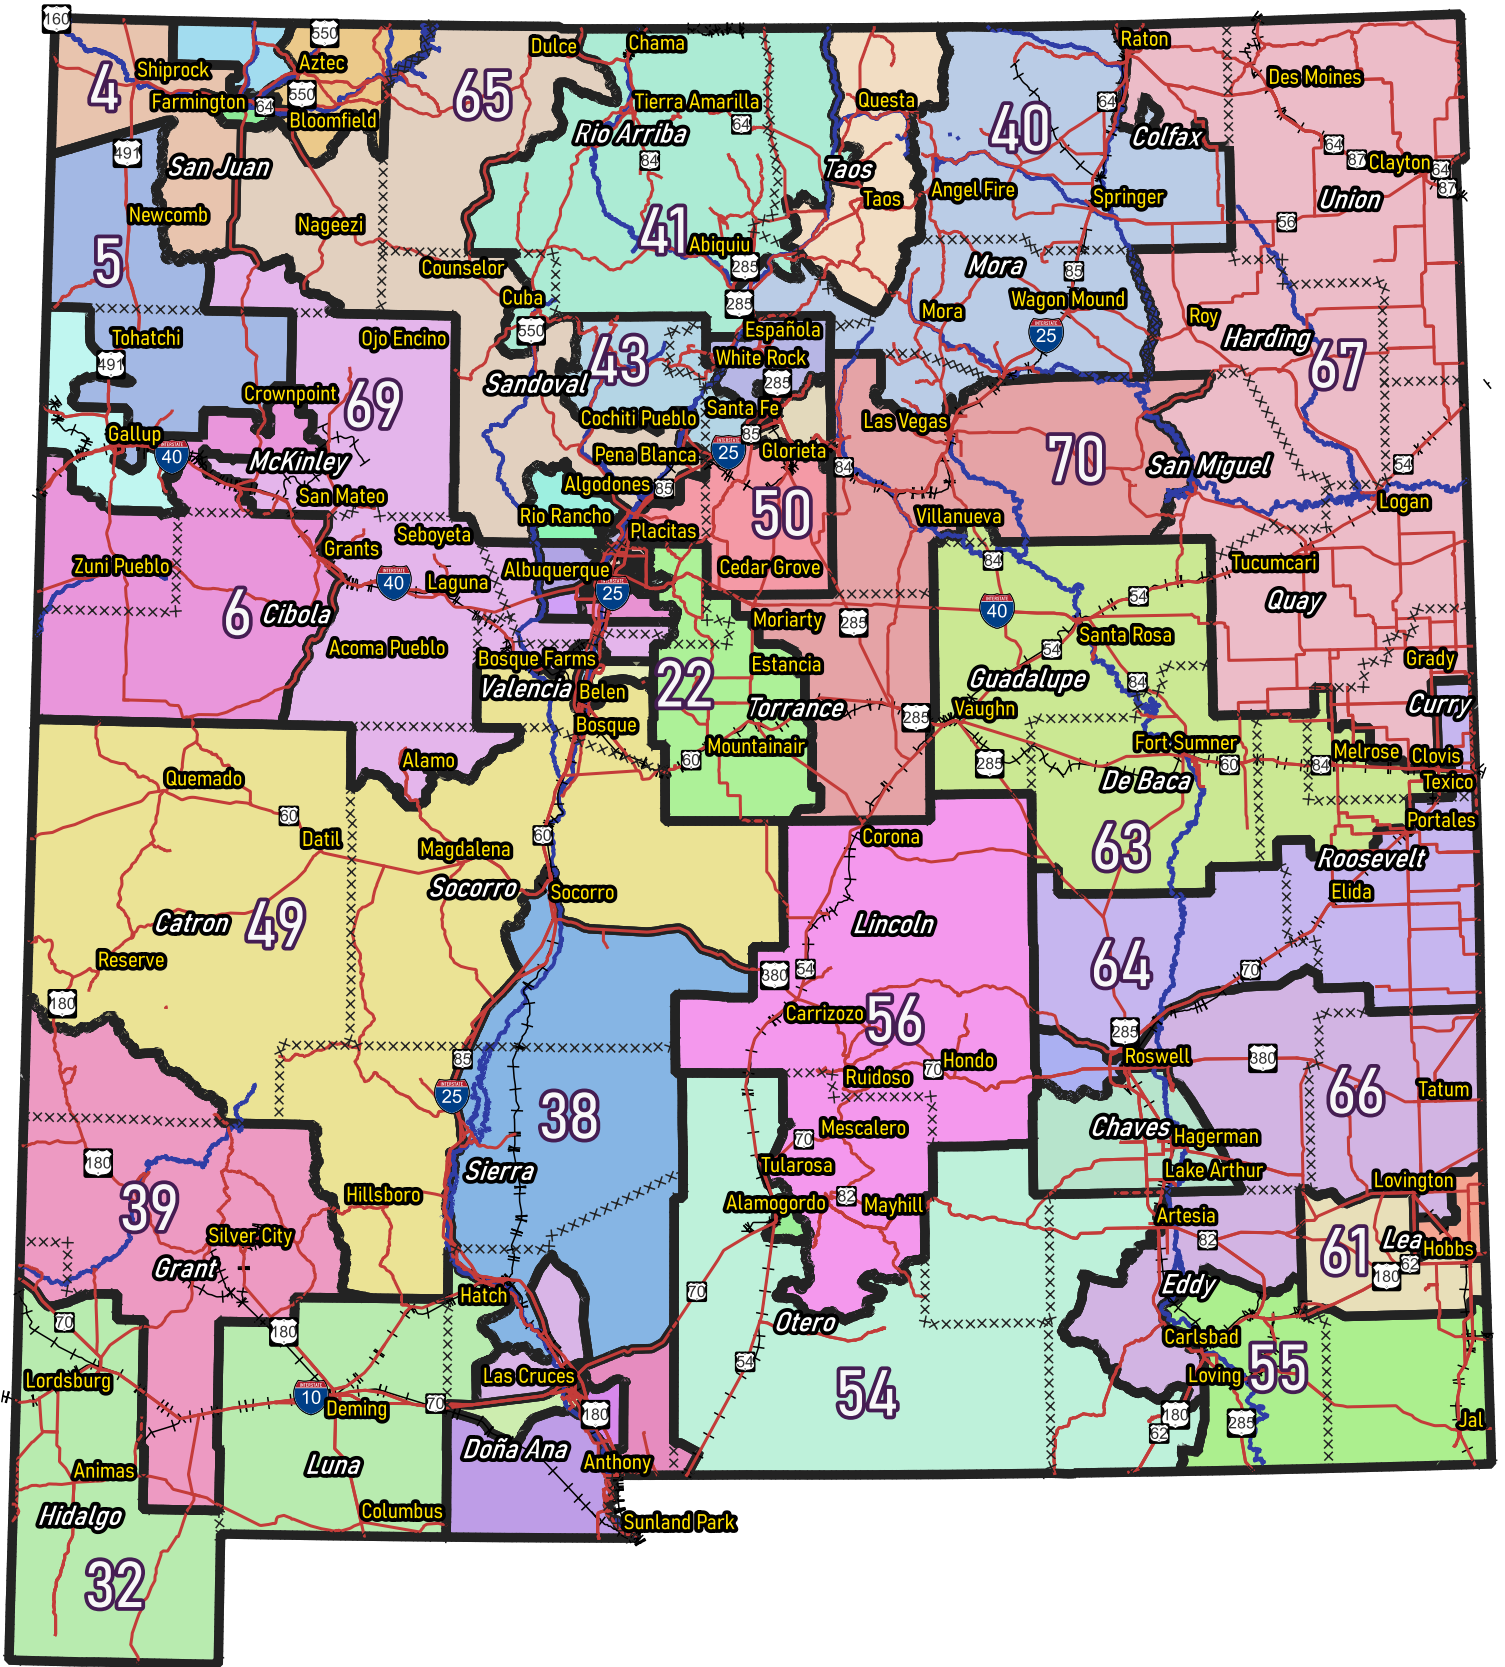 160
550
Dulce
Chama
Raton
Shiprock
Aztec
Des Moines
4
65
Farmington
64
550
Bloomfield
Tierra Amarilla
Questa
40
64
64
Rio Arriba
Colfax
491
San Juan
84
Taos
64
87
Clayton
64
87
Newcomb
Nageezi
Taos
Angel Fire
Springer
Union
56
5
41
Abiquiu
285
Counselor
Mora
85
Cuba
285
Wagon Mound
Mora
Roy
Tohatchi
Ojo Encino
550
43
Española
25
Harding
67
491
White Rock
285
Sandoval
Crownpoint
69
Cochiti Pueblo
Santa Fe
Las Vegas
Gallup
40
McKinley
Pena Blanca
85
INTERSTATE
25
Glorieta
84
70
San Miguel
54
San Mateo
Algodones
85
50
Logan
Rio Rancho
Placitas
Villanueva
Grants
Seboyeta
Zuni Pueblo
40
Laguna
Albuquerque
25
Cedar Grove
84
Tucumcari
54
40
Quay
6
Cibola
Moriarty
285
Santa Rosa
Acoma Pueblo
Bosque Farms
Estancia
54
Grady
22
Valencia
Belen
Guadalupe
84
Torrance
285
Vaughn
Curry
Bosque
Mountainair
60
Fort Sumner
60
84
Melrose
Clovis
Alamo
285
De Baca
Texico
Quemado
60
Datil
60
Corona
Portales
Magdalena
63
Roosevelt
Socorro
Socorro
Elida
Catron
49
Lincoln
Reserve
64
70
380
54
180
Carrizozo
56
285
85
Hondo
Roswell
380
70
Ruidoso
25
38
66
Tatum
Mescalero
Chaves
Hagerman
70
180
Tularosa
Lake Arthur
Sierra
Lovington
39
Hillsboro
Alamogordo
82
Mayhill
Artesia
Silver City
82
61
Lea
Hobbs
62
180
Grant
Hatch
70
Eddy
70
180
Otero
Carlsbad
54
Lordsburg
Las Cruces
Loving
55
INTERSTATE
10
Deming
70
180
54
180
285
Jal
62
Doña Ana
Luna
Anthony
Animas
Hidalgo
Columbus
Sunland Park
32